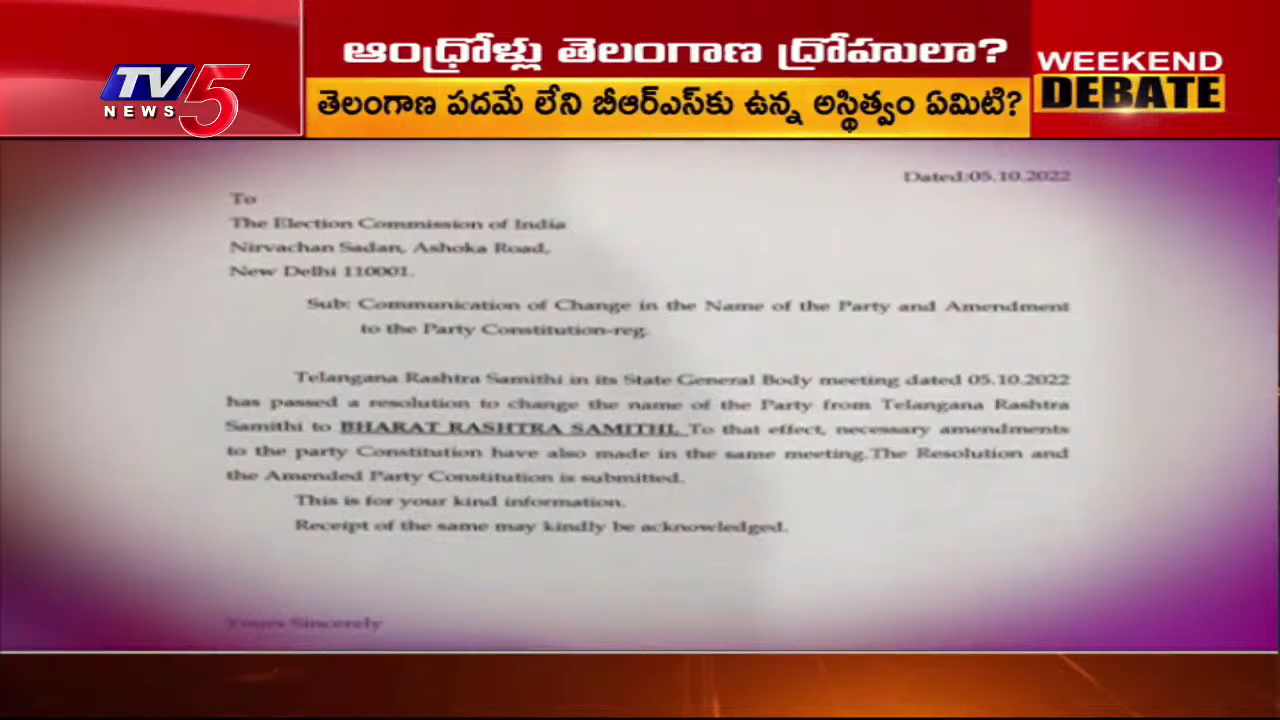 ఆంధ్రోళ్లు తెలంగాణ ద్రోహులా?
WEEKEND
DEBATE
TV5
NEWS
తెలంగాణ పదమే లేని బీఆర్ఎస్‌కు ఉన్న అస్థిత్వం ఏమిటి?
Dated:05.10.2022
To
The Election Commission of India
Nirvachan Sadan, Ashoka Road,
New Delhi 110001.
Sub: Communication of Change in the Name of the Party and Amendment
to the Party Constitution-reg.
Telangana Rashtra Samithi in its State General Body meeting dated 05.10.2022
has passed a resolution to change the name of the Party from Telangana Rashtra
Samithi to BHARAT RASHTRA SAMITHI. To that effect, necessary amendments
to the party Constitution have also made in the same meeting.The Resolution and
the Amended Party Constitution is submitted.
This is for your kind information.
Receipt of the same may kindly be acknowledged.
Yours Sincerely